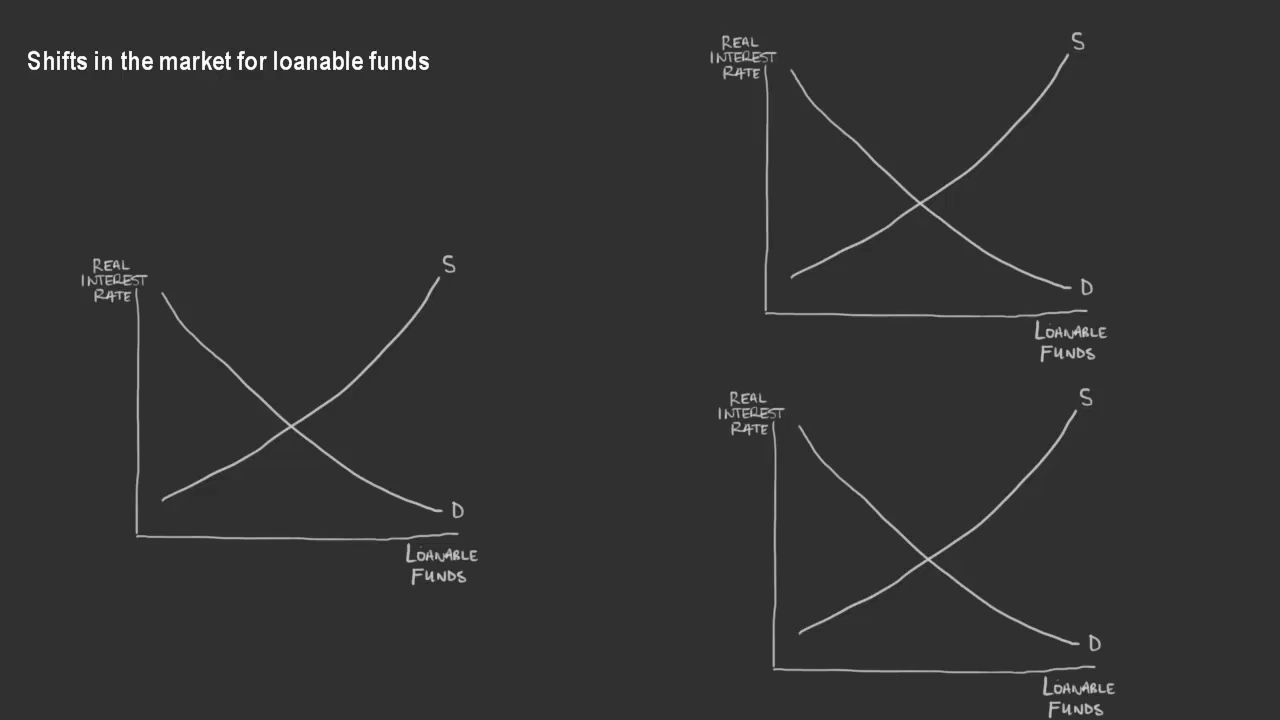 Shifts in the market for loanable funds
REAL
INTEREST
RATE
S
D
LOANABLE
FUNDS
REAL
INTEREST
RATE
S
D
LOANABLE
FUNDS
REAL
INTEREST
RATE
S
D
LOANABLE
FUNDS